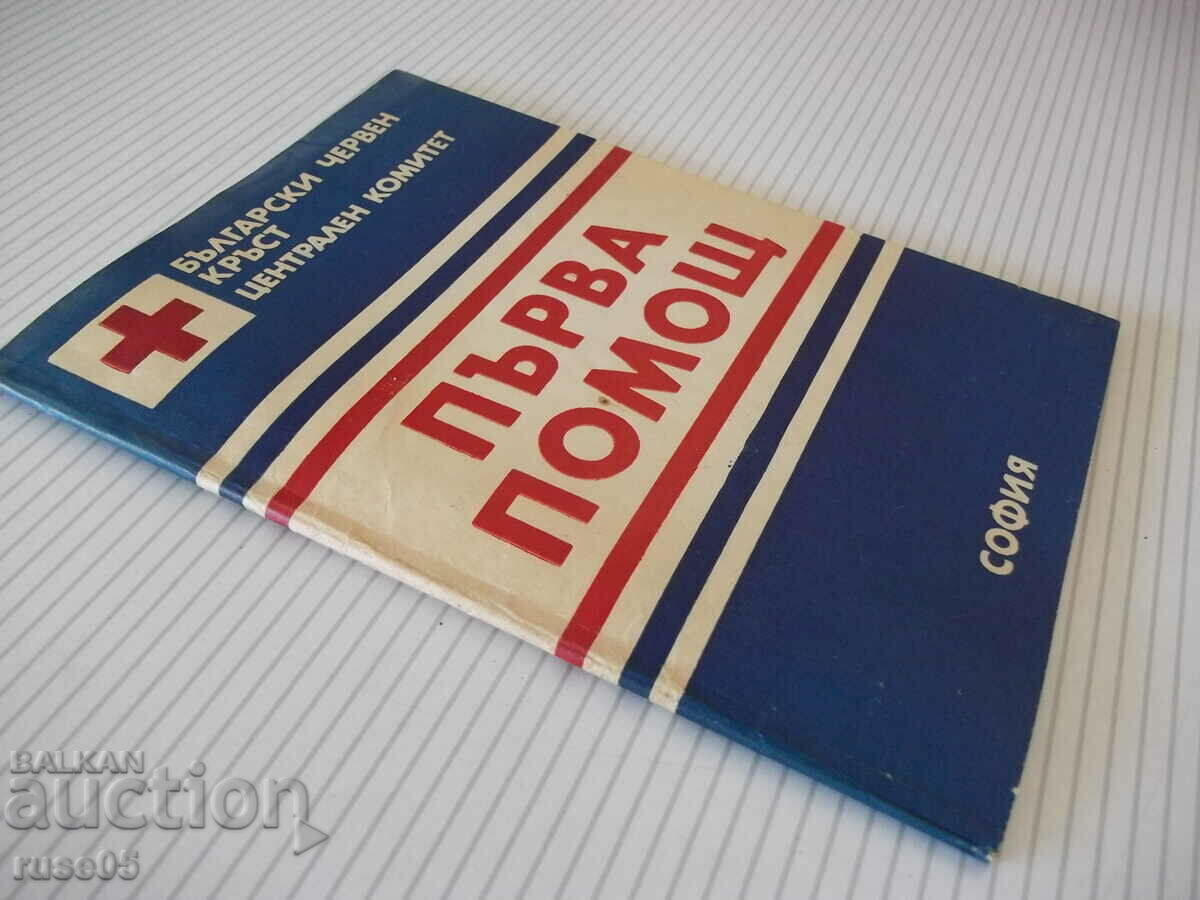 БЪЛГАРСКИ ЧЕРВЕН
КРЪСТ
ЦЕНТРАЛЕН КОМИТЕТ
ПЪРВА
ПОМОЩ
СОФИЯ
BALKAN
auction
ruse05